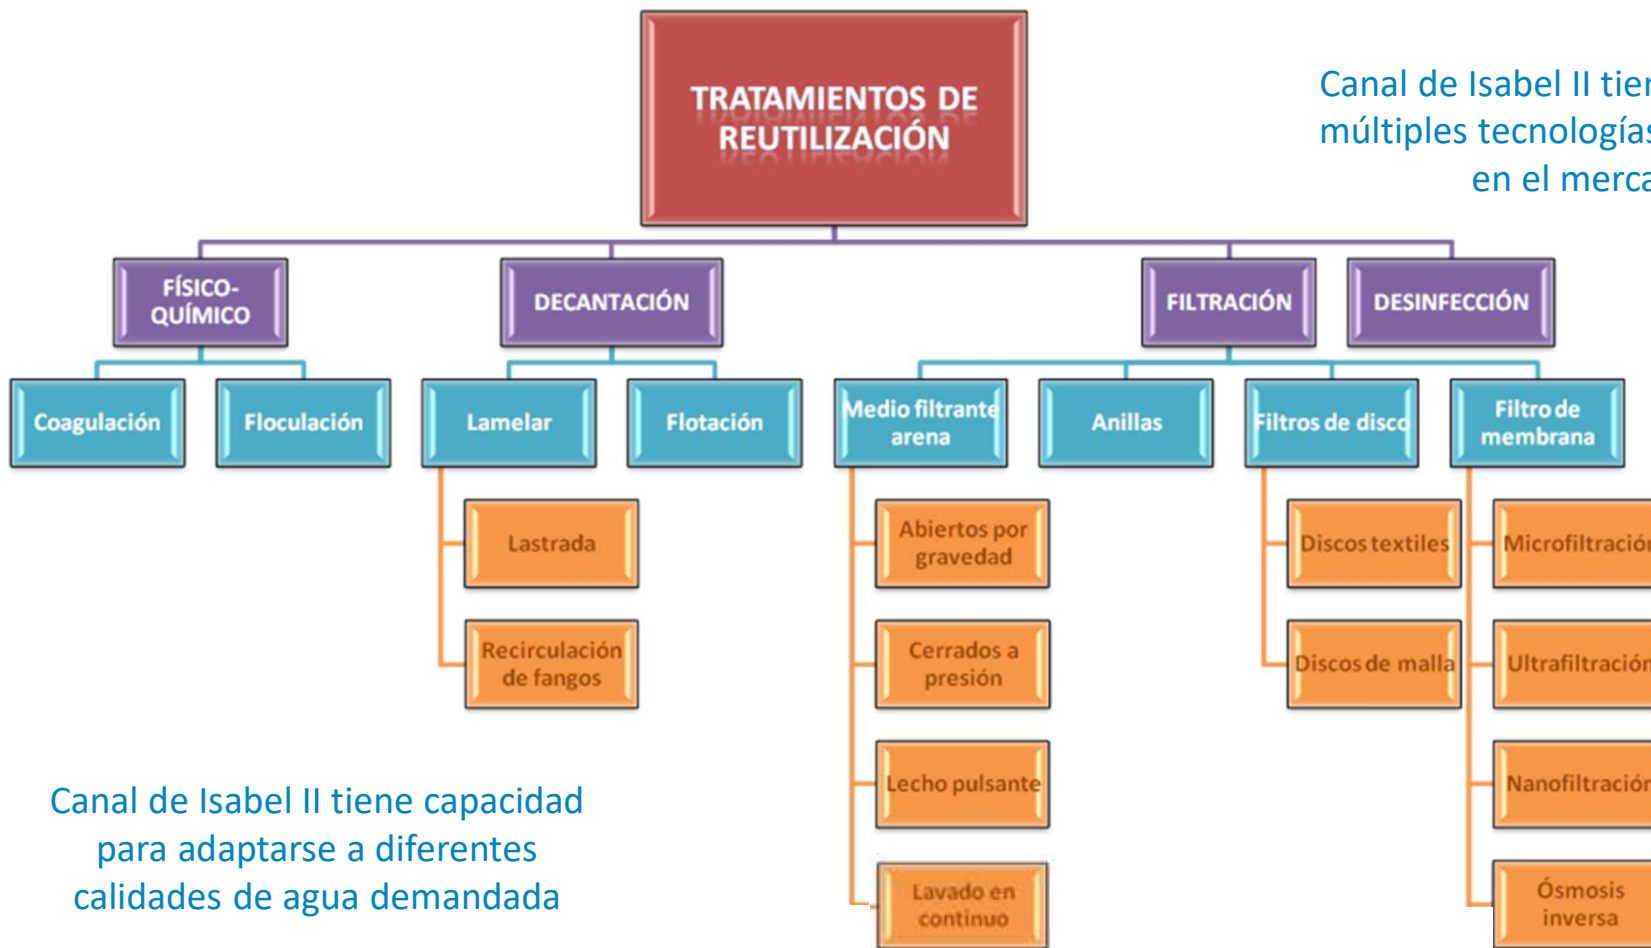 TRATAMIENTOS DE
REUTILIZACIÓN
Canal de Isabel II
múltiples
en el
FÍSICO-
QUÍMICO
DECANTACIÓN
FILTRACIÓN
DESINFECCIÓN
Coagulación
Floculación
Lamelar
Flotación
Medio filtrante
arena
Anillas
Filtros de disco
Filtro de
membrana
Lastrada
Recirculación
de fangos
Abiertos por
gravedad
Cerrados a
presión
Lecho pulsante
Lavado en
continuo
Discos textiles
Discos de malla
Microfiltración
Ultrafiltración
Nanofiltración
Ósmosis
inversa
Canal de Isabel II tiene capacidad
para adaptarse a diferentes
calidades de agua demandada